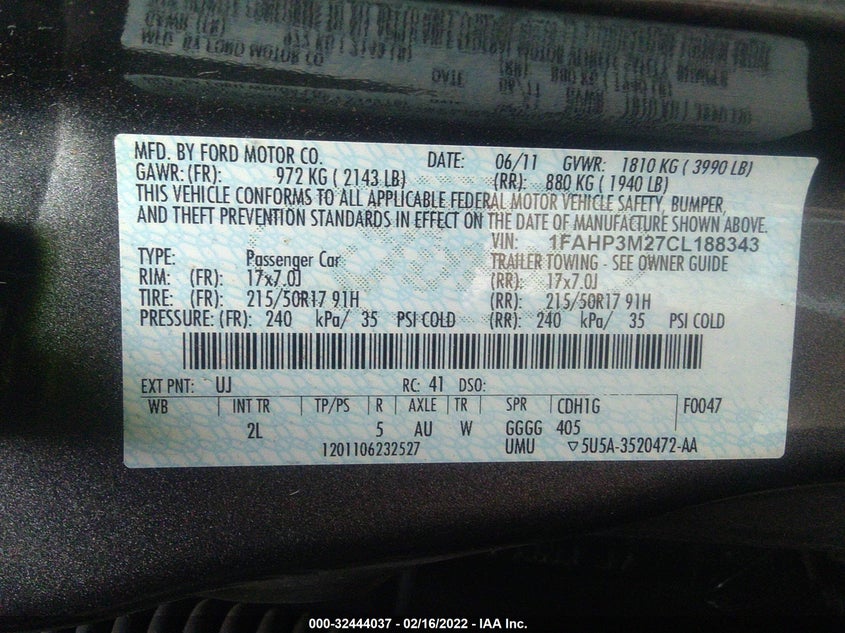 MFD. BY FORD MOTOR CO. DATE: 06/11 GVWR: 1810 KG ( 3990 LB)
GAWR: (FR): 972 KG ( 2143 LB) (RR): 880 KG ( 1940 LB)
THIS VEHICLE CONFORMS TO ALL APPLICABLE FEDERAL MOTOR VEHICLE SAFETY, BUMPER,
AND THEFT PREVENTION STANDARDS IN EFFECT ON THE DATE OF MANUFACTURE SHOWN ABOVE.
VIN: 1FAHP3M27CL188343
TYPE: Passenger Car TRAILER TOWING - SEE OWNER GUIDE
RIM: (FR): 17x7.0J (RR): 17x7.0J
TIRE: (FR): 215/50R17 91H (RR): 215/50R17 91H
PRESSURE: (FR): 240 kPa/ 35 PSI COLD (RR): 240 kPa/ 35 PSI COLD
EXT PNT: UJ RC: 41 DSO:
WB INT TR TP/PS R AXLE TR SPR CDH1G F0047
2L 5 AU W GGGG 405
1201106232527 UMU ▽5U5A-3520472-AA
000-32444037 - 02/16/2022 - IAA Inc.